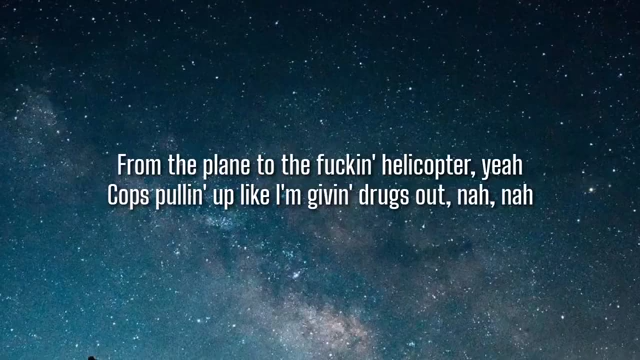 From the plane to the fuckin' helicopter, yeah
Cops pullin' up like I'm givin' drugs out, nah, nah